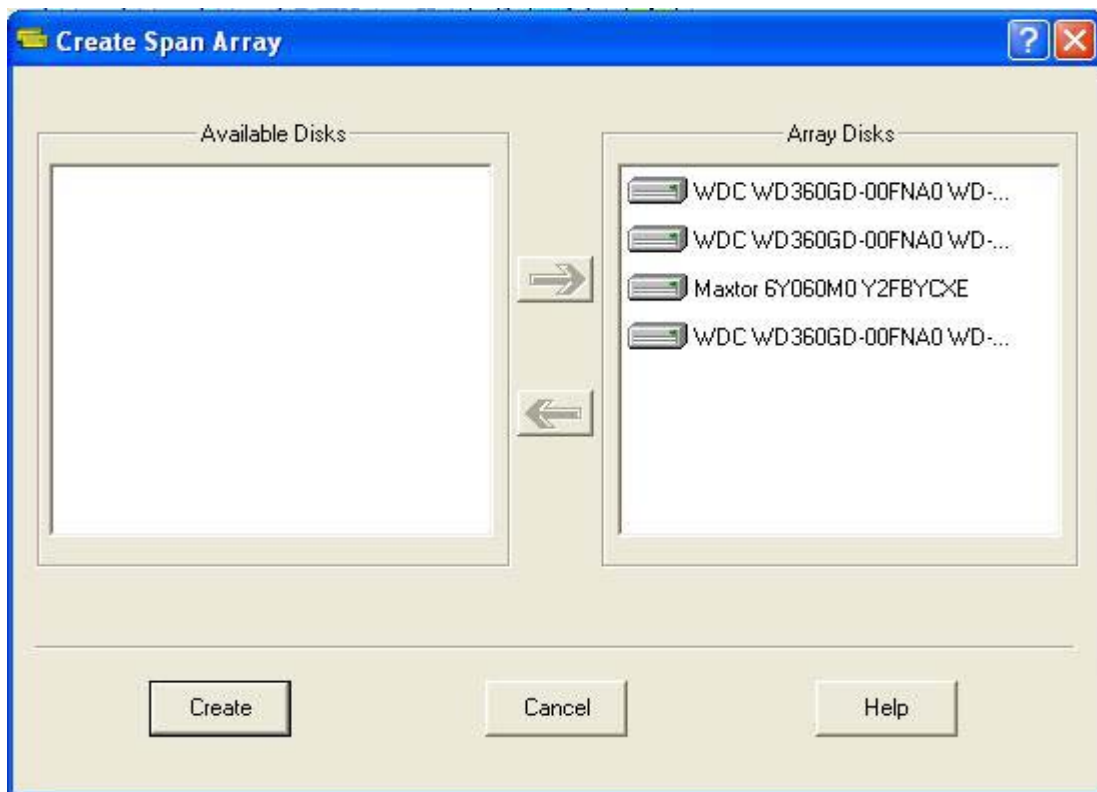 Create Span Array
Available Disks
Array Disks
WDC WD360GD-00FNA0 WD-...
WDC WD360GD-00FNA0 WD-...
Maxtor 6Y060M0 Y2FBYCXE
WDC WD360GD-00FNA0 WD-...
Create
Cancel
Help